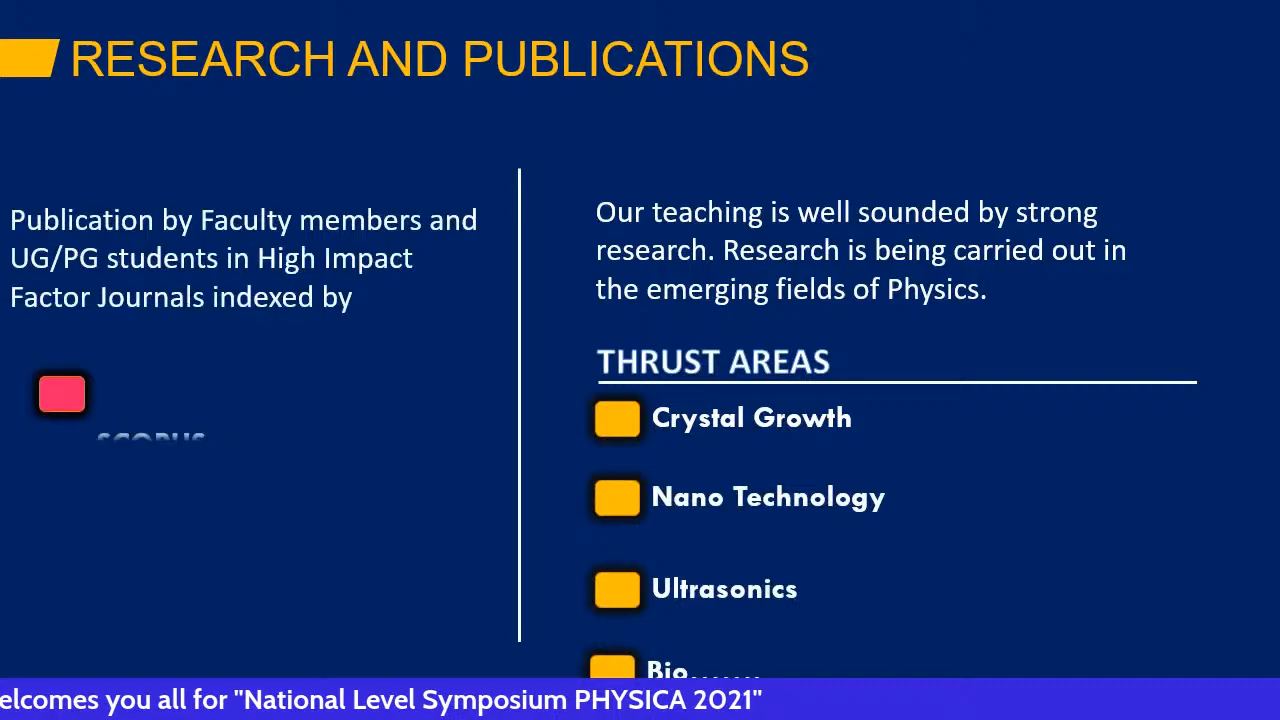 RESEARCH AND PUBLICATIONS
Publication by Faculty members and
UG/PG students in High Impact
Factor Journals indexed by
SCOPUS
Our teaching is well sounded by strong
research. Research is being carried out in
the emerging fields of Physics.
THRUST AREAS
Crystal Growth
Nano Technology
Ultrasonics
Bio........
elcomes you all for "National Level Symposium PHYSICA 2021"